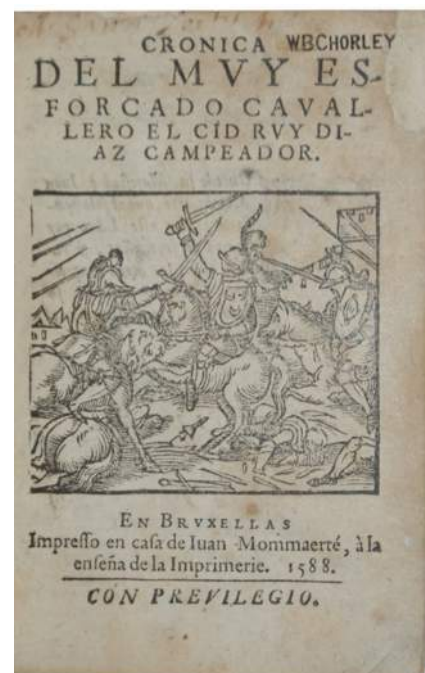 CRONICA WBCHORLEY
DEL MVY ES-
FORCADO CAVAL-
LERO EL CID RVY DI-
AZ CAMPEADOR.
EN BRVXELLAS
Impresso en casa de Iuan Mommaerté, à la
enseña de la Imprimerie. 1588.
CON PREVILEGIO.